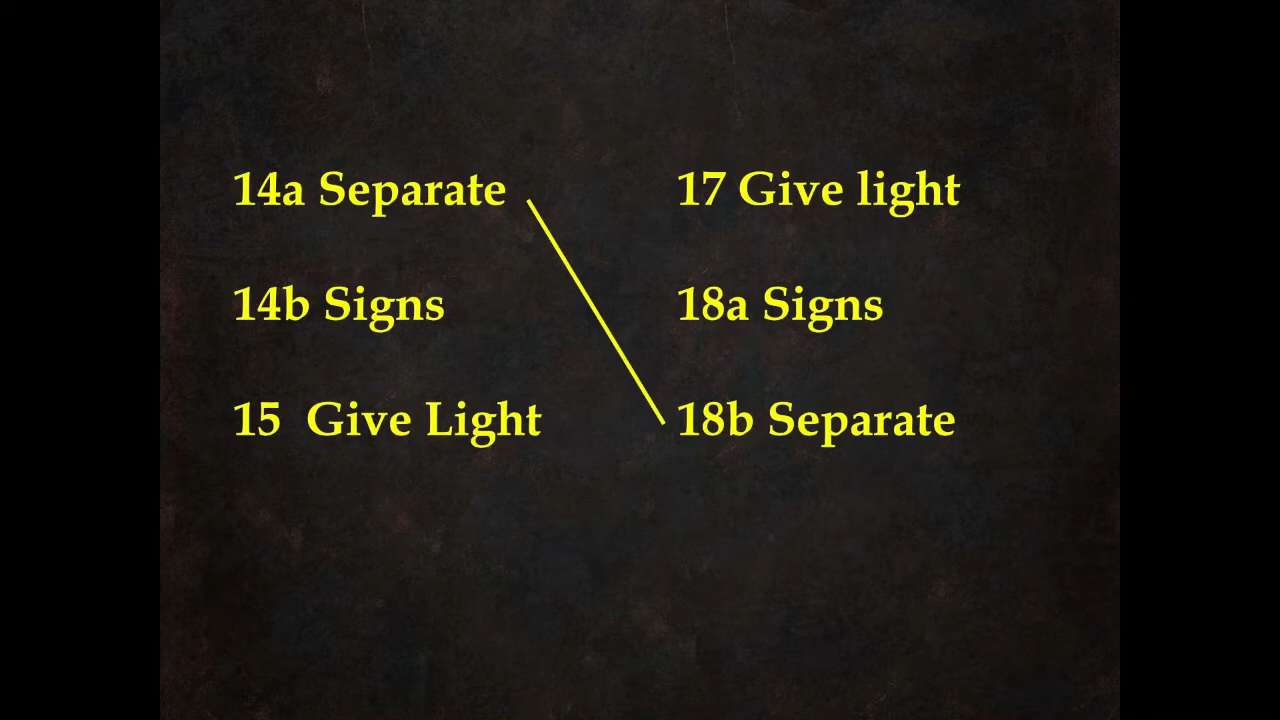 14a Separate
14b Signs
15  Give Light
17 Give light
18a Signs
18b Separate